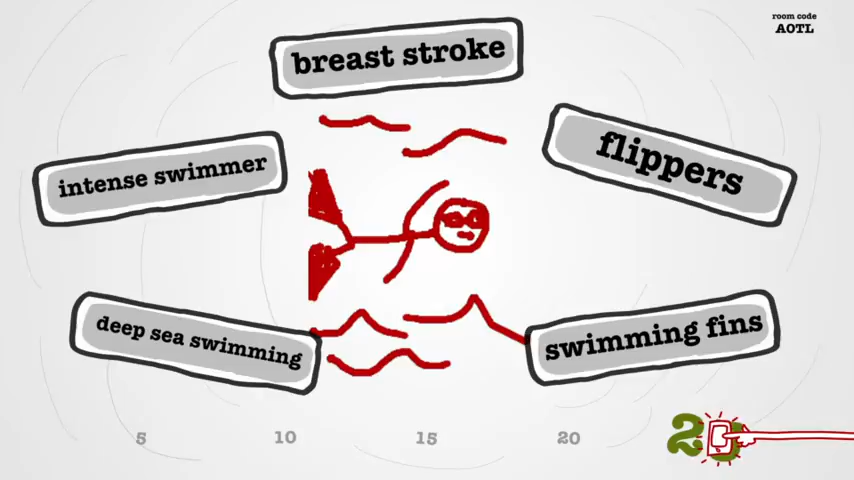 room code
AOTL
breast stroke
intense swimmer
flippers
deep sea swimming
swimming fins
5 10 15 20